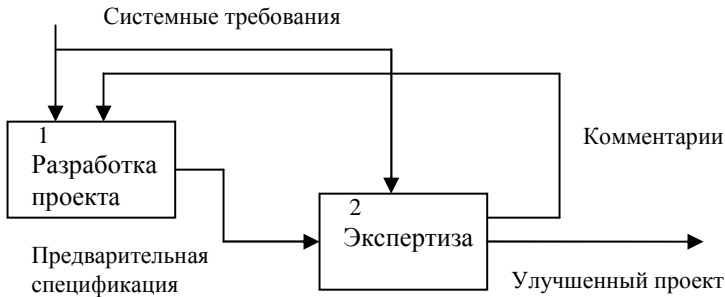 Системные требования
1
Разработка
проекта
Комментарии
2
Экспертиза
Предварительная
спецификация
Улучшенный проект